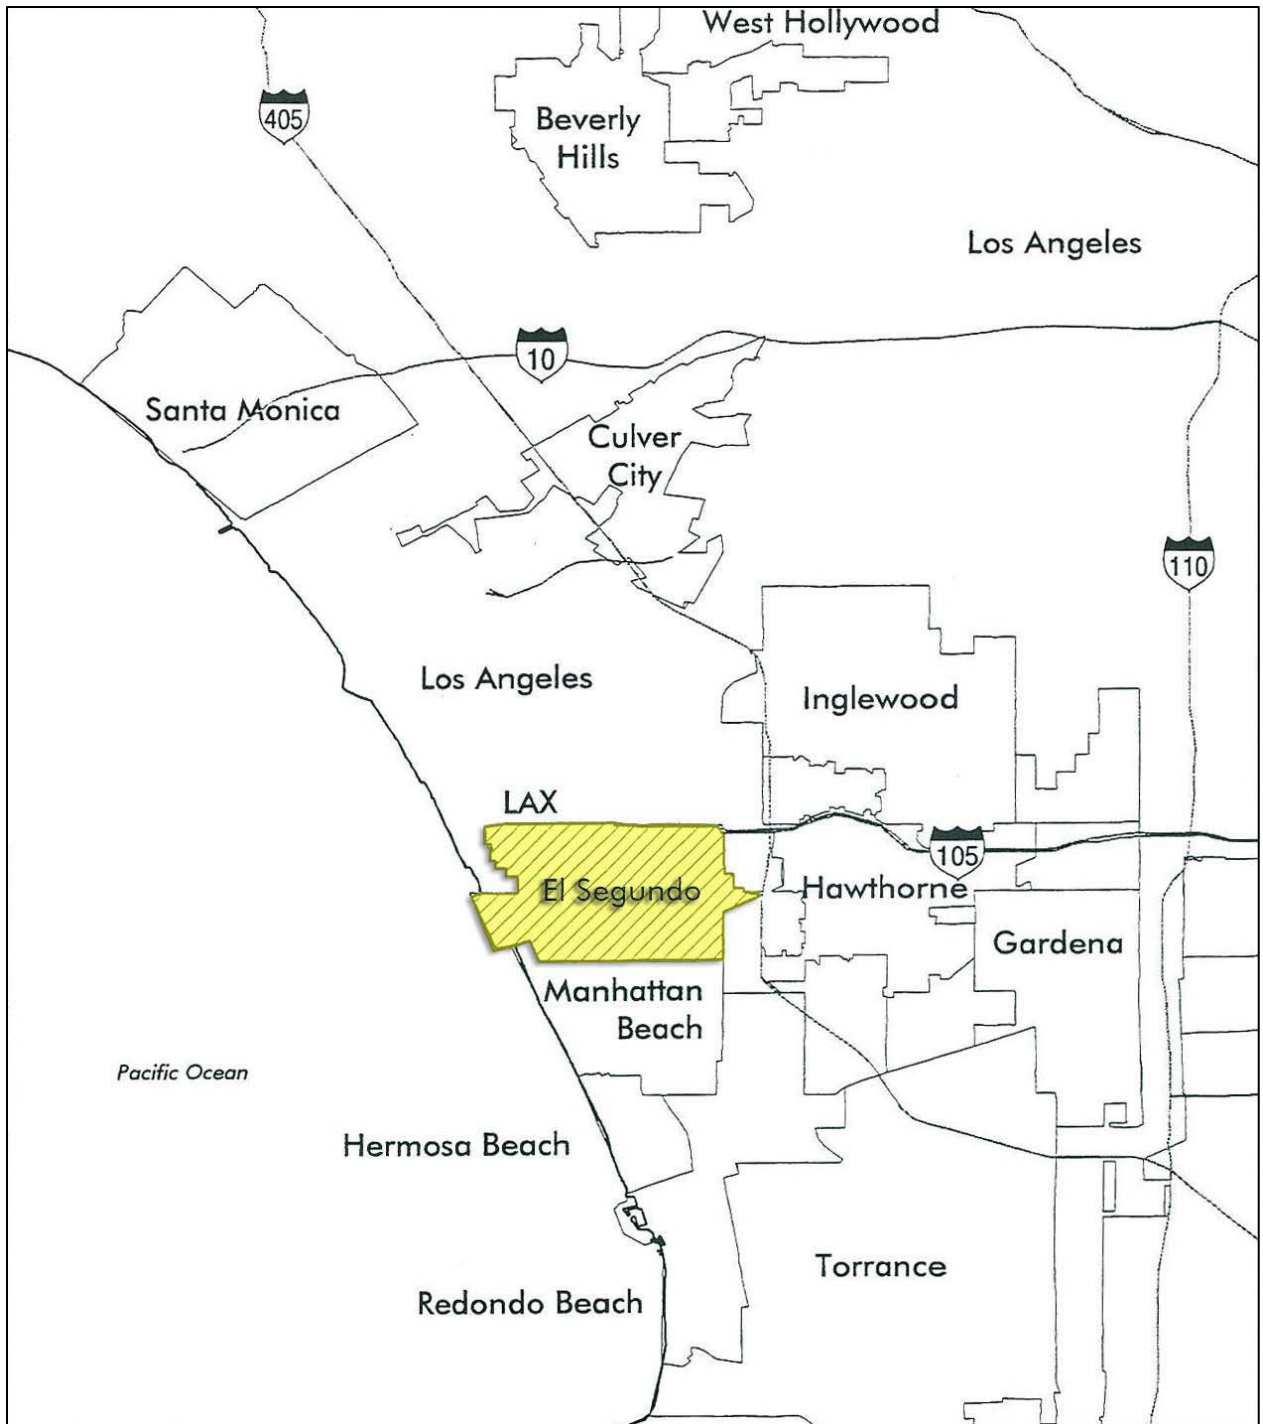 West Hollywood
405
Beverly
Hills
Los Angeles
10
Santa Monica
Culver
City
110
Los Angeles
Inglewood
LAX
105
El Segundo
Hawthorne
Gardena
Manhattan
Beach
Pacific Ocean
Hermosa Beach
Torrance
Redondo Beach